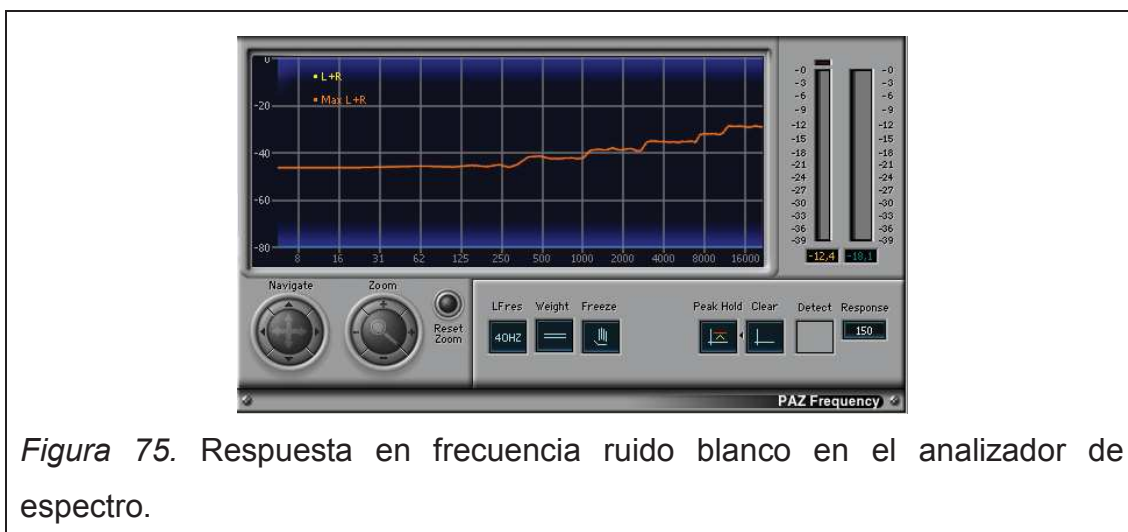 0
-20
-40
-60
-80
L+R
Max L+R
8 16 31 62 125 250 500 1000 2000 4000 8000 16000
-0 -0
-3 -3
-6 -6
-9 -9
-12 -12
-15 -15
-18 -18
-21 -21
-24 -24
-27 -27
-30 -30
-33 -33
-36 -36
-39 -39
-12,4 -18,1
Navigate Zoom
Reset
Zoom
LFres Weight Freeze Peak Hold Clear Detect Response
40HZ 150
PAZ Frequency
Figura 75. Respuesta en frecuencia ruido blanco en el analizador de
espectro.